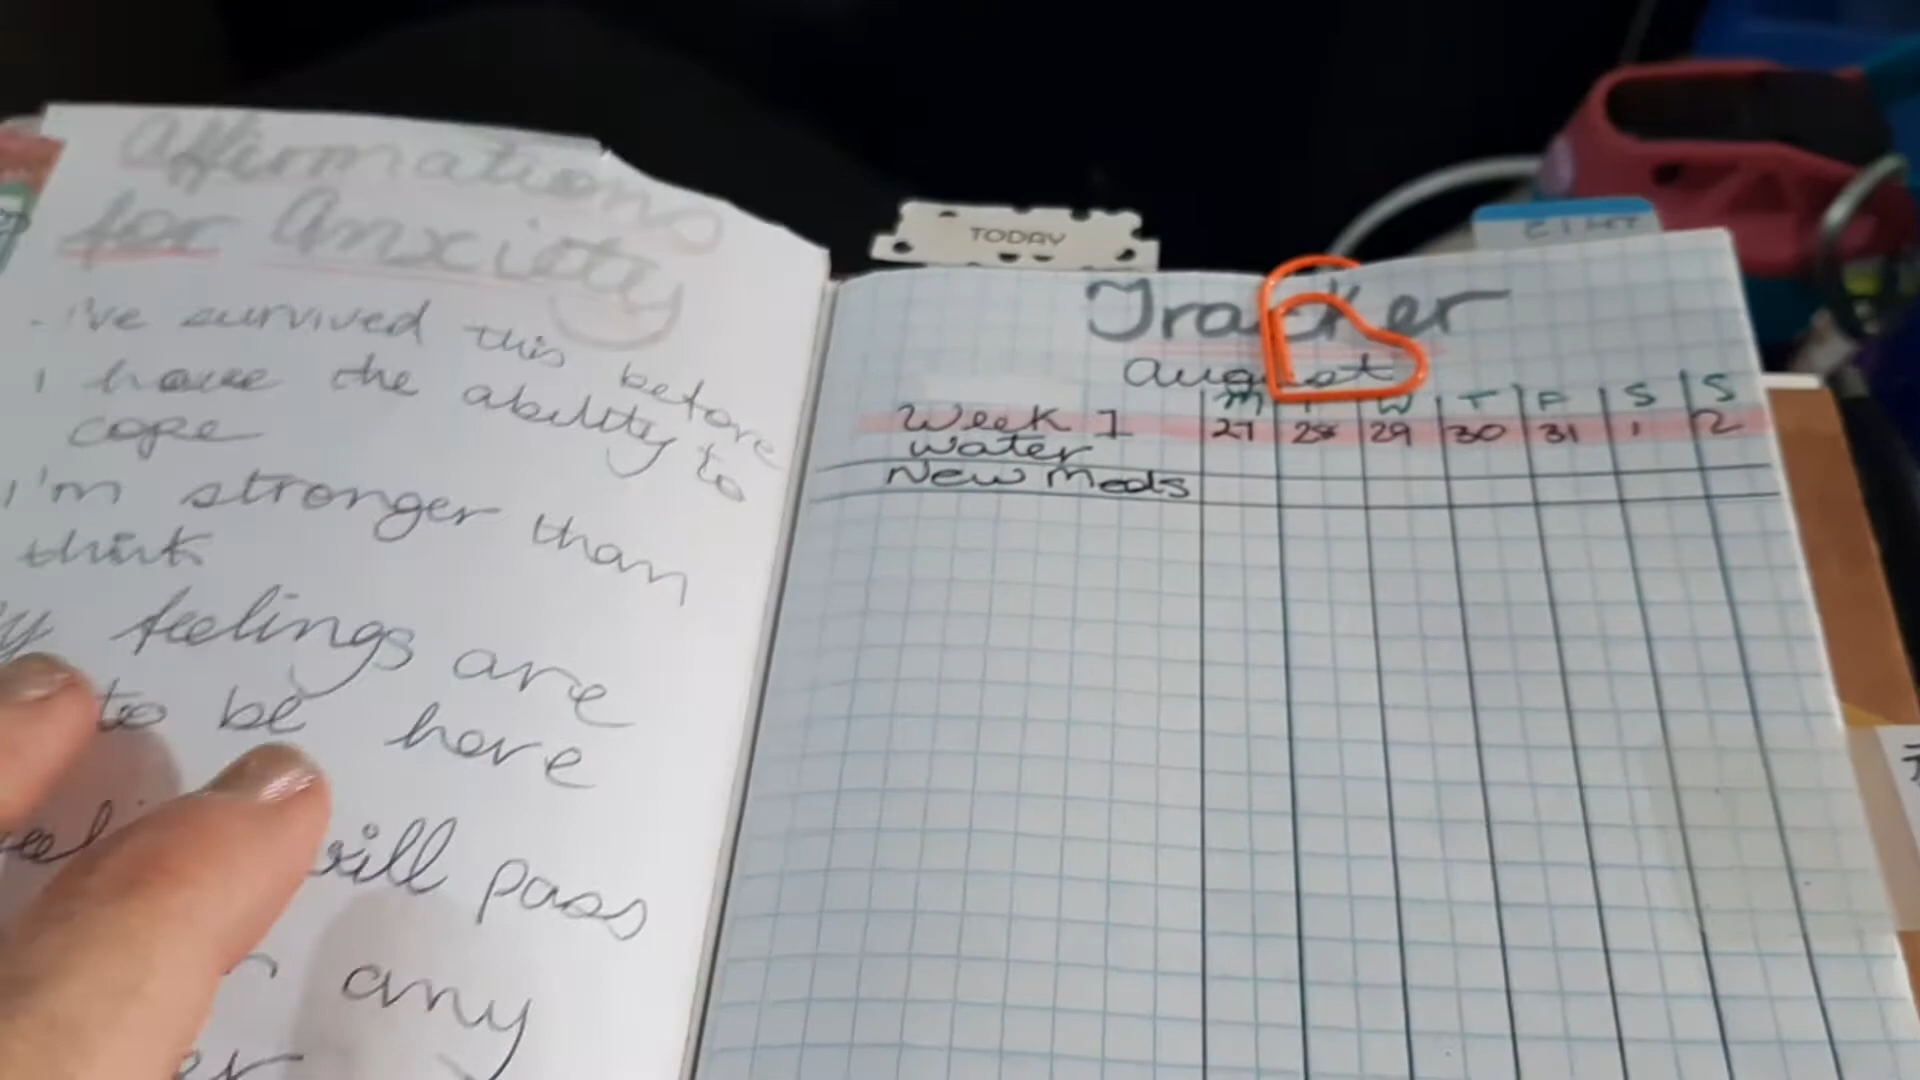 Affirmations
for Anxiety
- i've survived this before
I have the ability to
cope
i'm stronger than
think
feelings are
to be here
will pass
any
TODAY
Tracker
August
M T W T F S S
Week 1 27 28 29 30 31 1 2
Water
New Meds